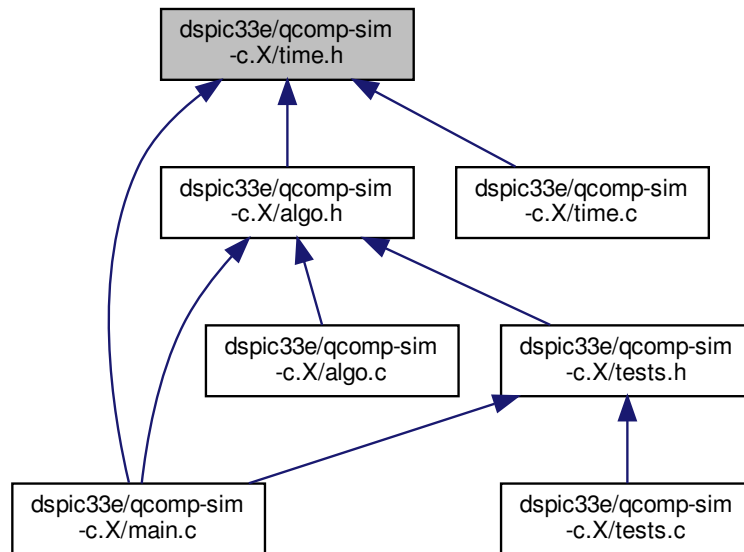 dspic33e/qcomp-sim
-c.X/time.h
dspic33e/qcomp-sim
-c.X/algo.h
dspic33e/qcomp-sim
-c.X/time.c
dspic33e/qcomp-sim
-c.X/algo.c
dspic33e/qcomp-sim
-c.X/tests.h
dspic33e/qcomp-sim
-c.X/main.c
dspic33e/qcomp-sim
-c.X/tests.c